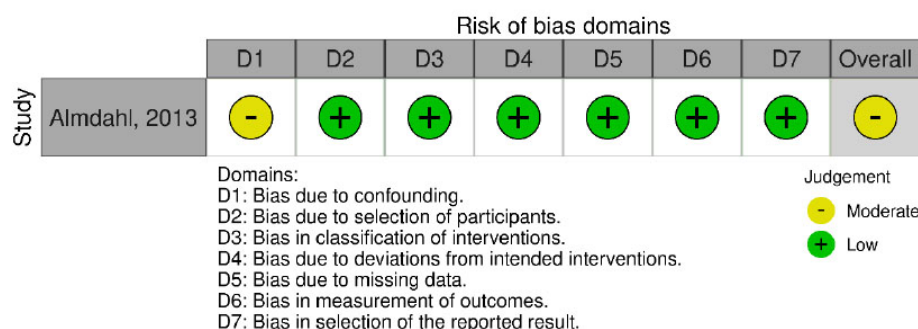 Risk of bias domains
D1 D2 D3 D4 D5 D6 D7 Overall
Study
Almdahl, 2013 - + + + + + + -
Domains:
D1: Bias due to confounding.
D2: Bias due to selection of participants.
D3: Bias in classification of interventions.
D4: Bias due to deviations from intended interventions.
D5: Bias due to missing data.
D6: Bias in measurement of outcomes.
D7: Bias in selection of the reported result.
Judgement
- Moderate
+ Low